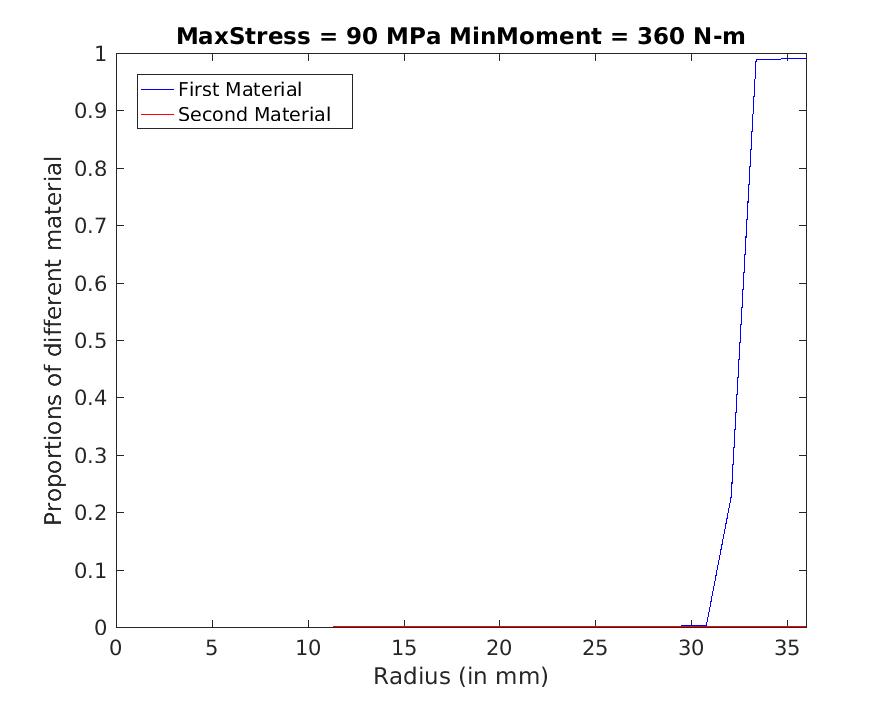 MaxStress = 90 MPa MinMoment = 360 N-m
1
First Material
Second Material
0.9
0.8
0.7
0.6
0.5
0.4
0.3
0.2
0.1
0
Proportions of different material
0 5 10 15 20 25 30 35
Radius (in mm)